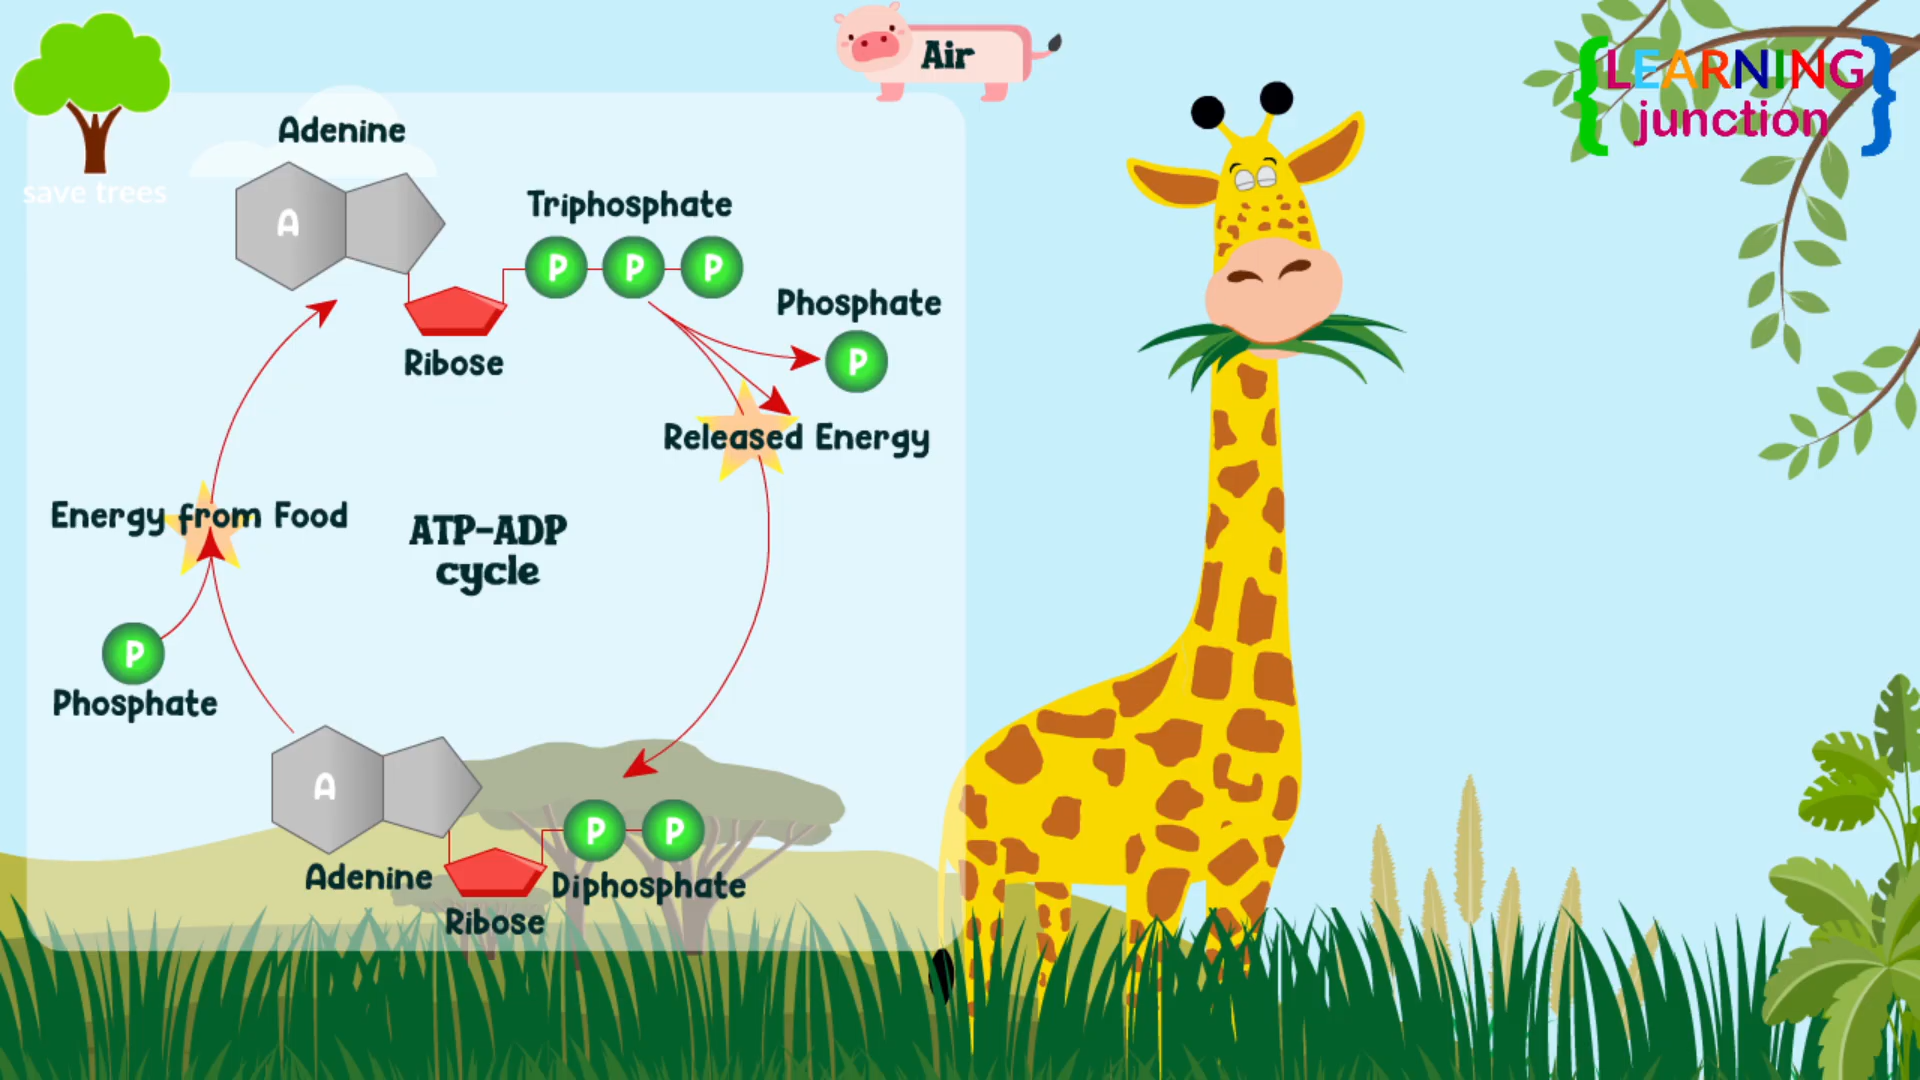 Air
{LEARNING
junction}
save trees
Adenine
A
Triphosphate
P P P
Ribose
Phosphate
P
Released Energy
Energy from Food
ATP-ADP
cycle
P
Phosphate
A
P P
Adenine
Diphosphate
Ribose